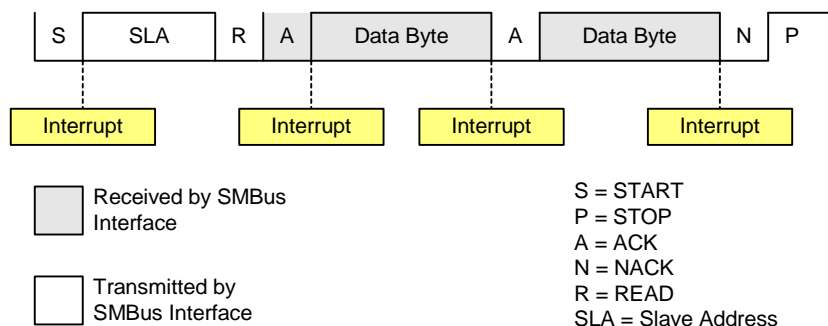 S SLA R A Data Byte A Data Byte N P
Interrupt Interrupt Interrupt Interrupt
Received by SMBus
Interface
Transmitted by
SMBus Interface
S = START
P = STOP
A = ACK
N = NACK
R = READ
SLA = Slave Address